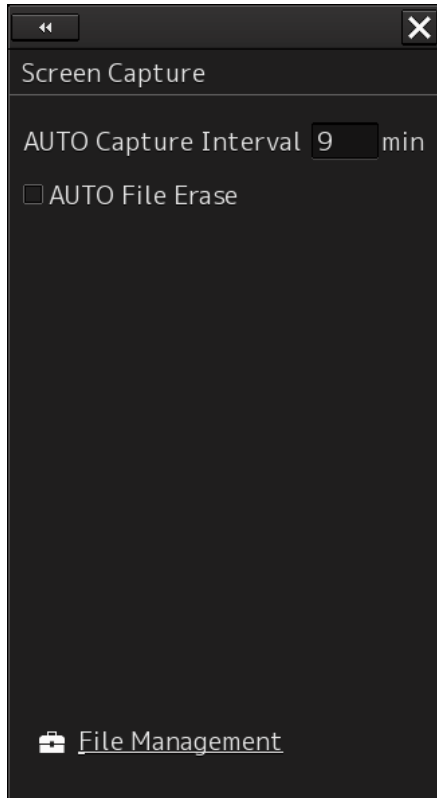 Screen Capture
AUTO Capture Interval 9 min
AUTO File Erase
File Management